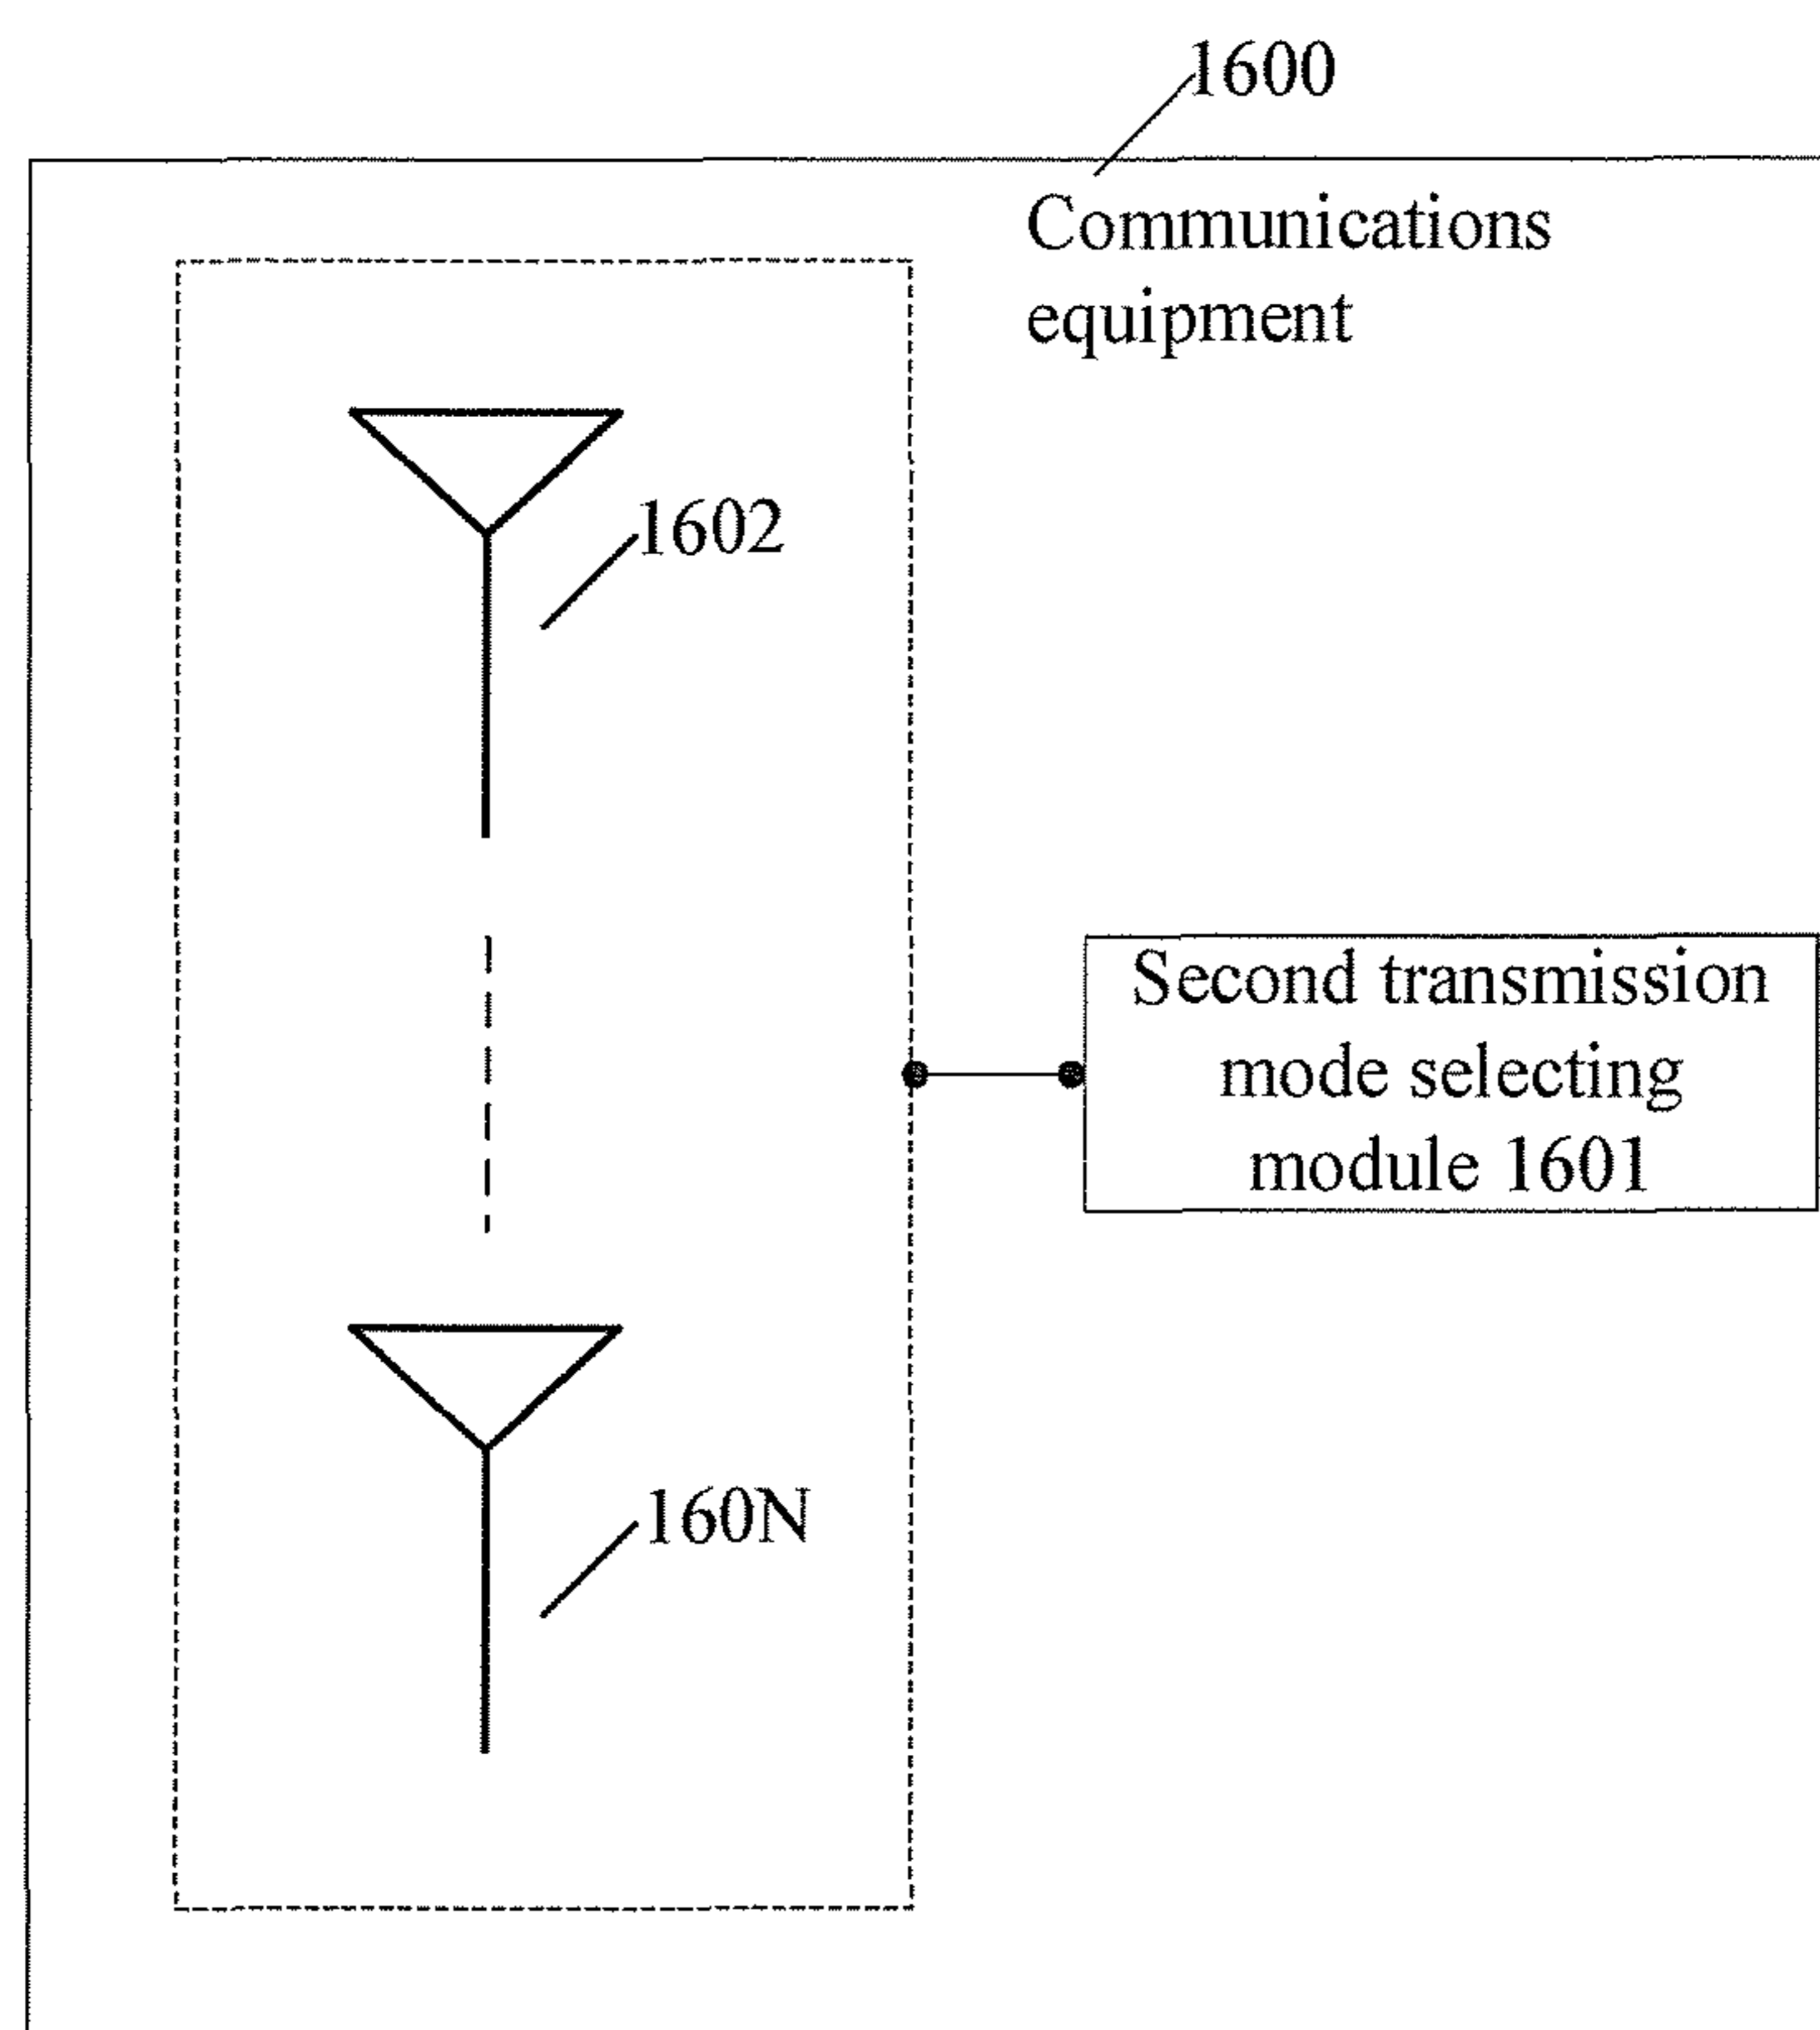 1600
Communications
equipment
1602
Second transmission
mode selecting
module 1601
160N